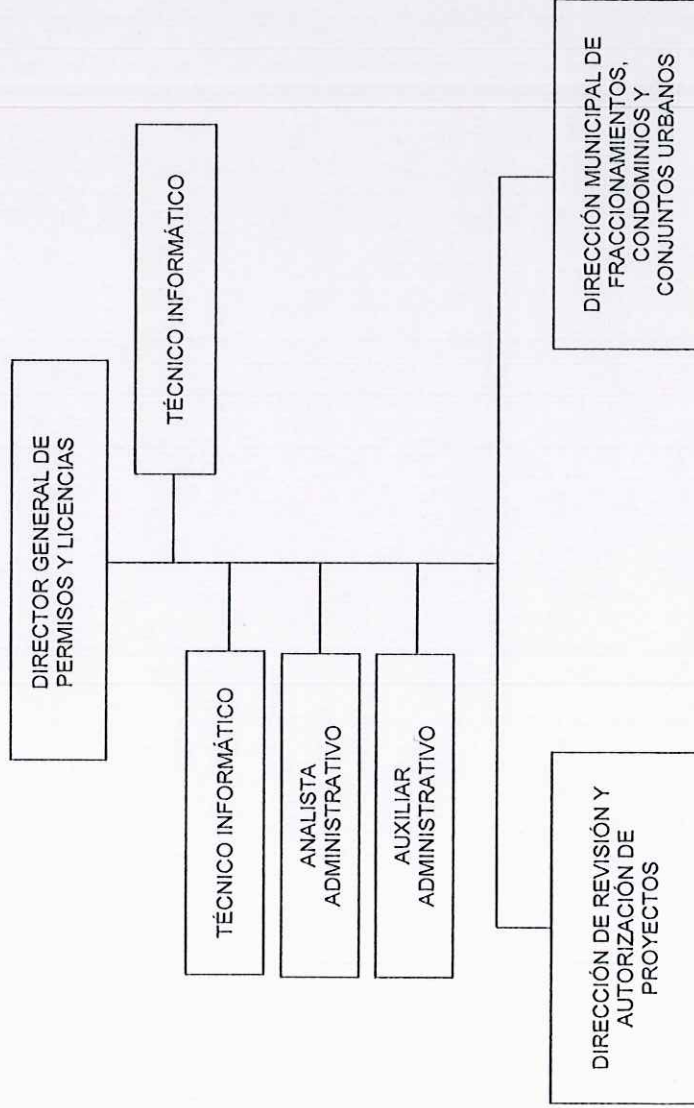 DIRECTOR GENERAL DE
PERMISOS Y LICENCIAS
TÉCNICO INFORMÁTICO
TÉCNICO INFORMÁTICO
ANALISTA
ADMINISTRATIVO
AUXILIAR
ADMINISTRATIVO
DIRECCIÓN DE REVISIÓN Y
AUTORIZACIÓN DE
PROYECTOS
DIRECCIÓN MUNICIPAL DE
FRACCIONAMIENTOS,
CONDOMINIOS Y
CONJUNTOS URBANOS